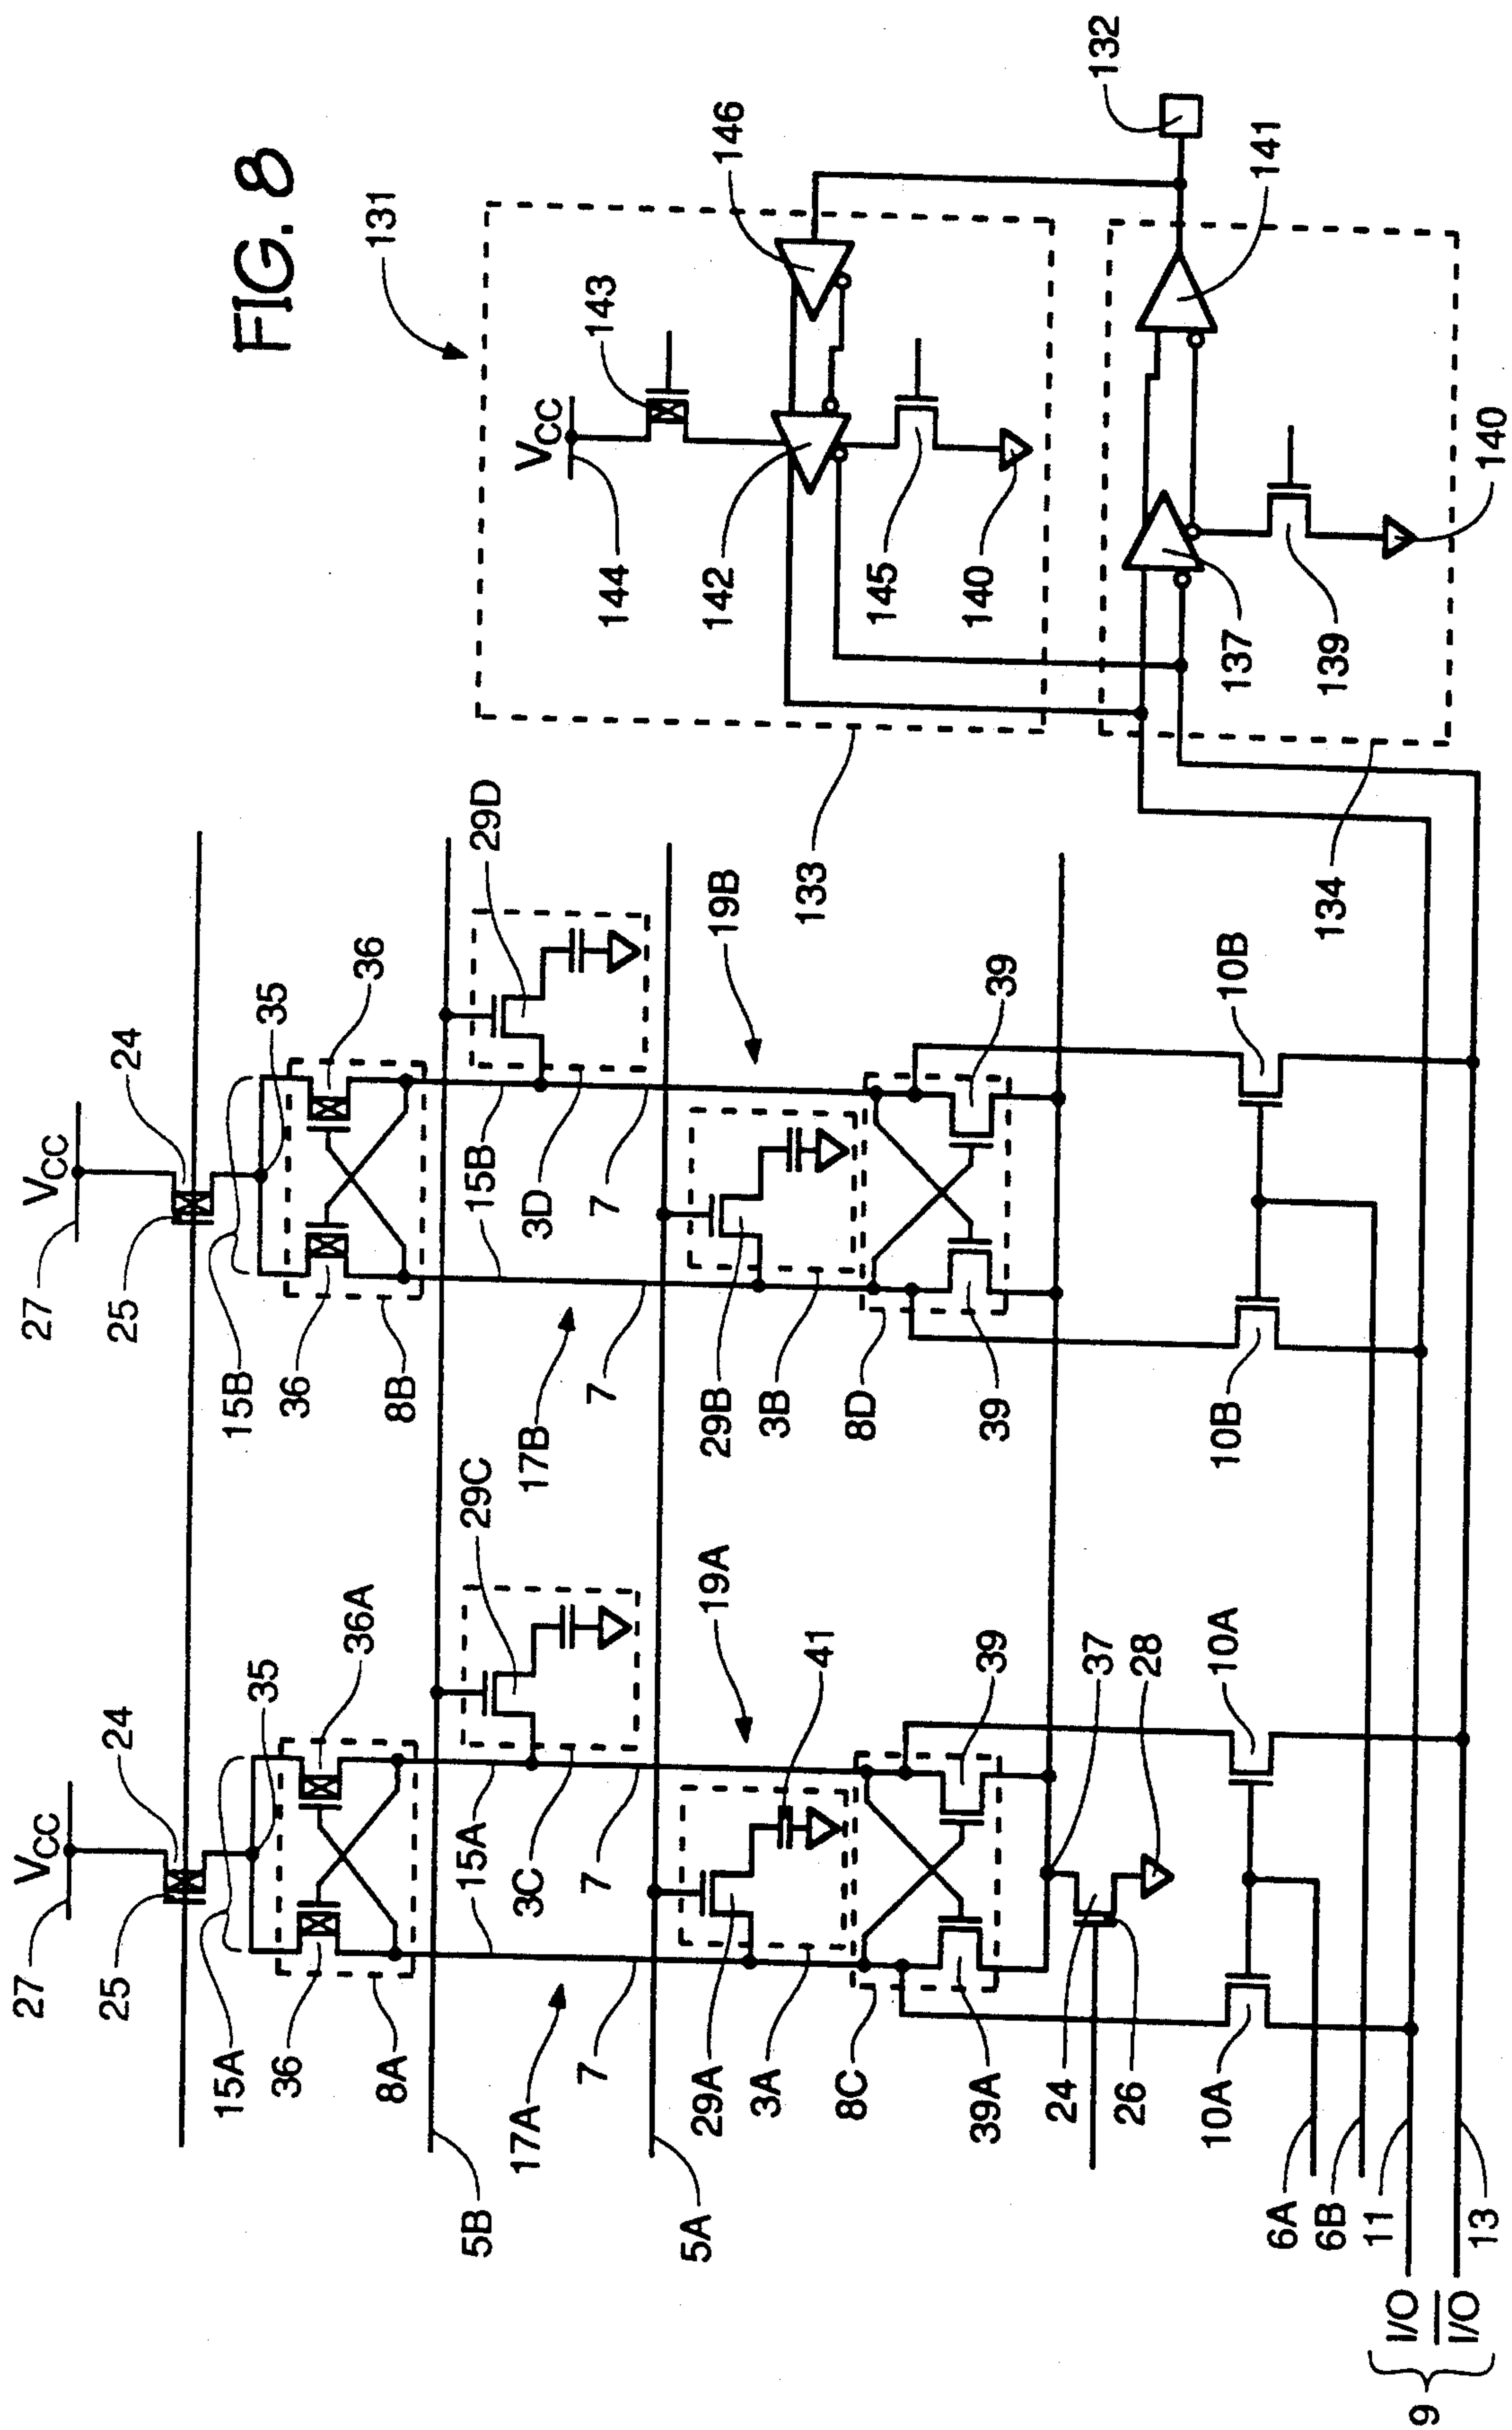 FIG. 8
27
VCC
24
25
15A
35
36
36A
8A
5B
17A
15A
29C
3C
7
7
5A
29A
3A
19A
41
8C
39A
39
24
26
37
28
10A
10A
6A
6B
11
13
9
I/O
I/O
27
VCC
24
25
15B
35
36
36
8B
17B
15B
29D
3D
7
7
29B
3B
19B
8D
39
39
10B
10B
131
VCC
144
143
142
146
145
140
133
132
137
141
139
140
134